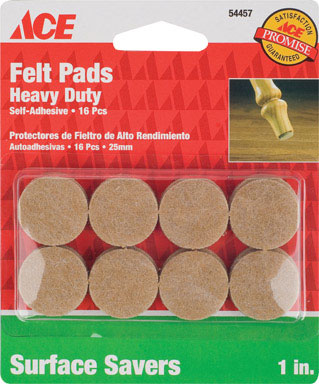 54457
ACE
SATISFACTION
ACE
PROMISE
GUARANTEED
Felt Pads
Heavy Duty
Self-Adhesive • 16 Pcs
Protectores de Fieltro de Alto Rendimiento
Autoadhesivas • 16 Pcs • 25mm
Surface Savers
1 in.